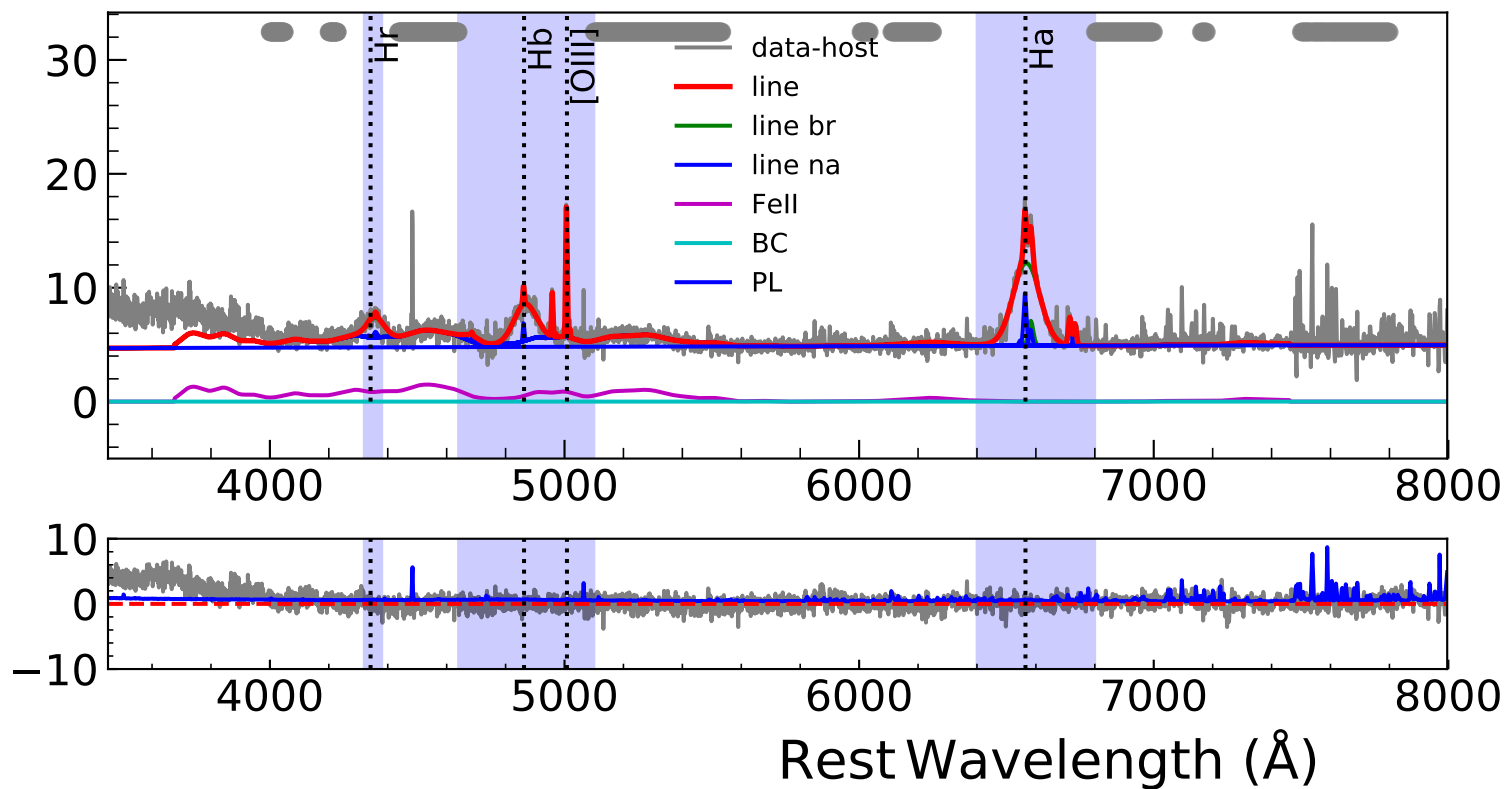 30
20
10
0
Hr
Hb
[OIII]
Ha
data-host
line
line br
line na
FeII
BC
PL
4000 5000 6000 7000 8000
10
0
−10
4000 5000 6000 7000 8000
Rest Wavelength (Å)